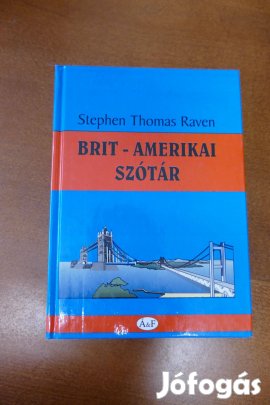 Stephen Thomas Raven
BRIT - AMERIKAI
SZÓTÁR
A&F
Jófogás